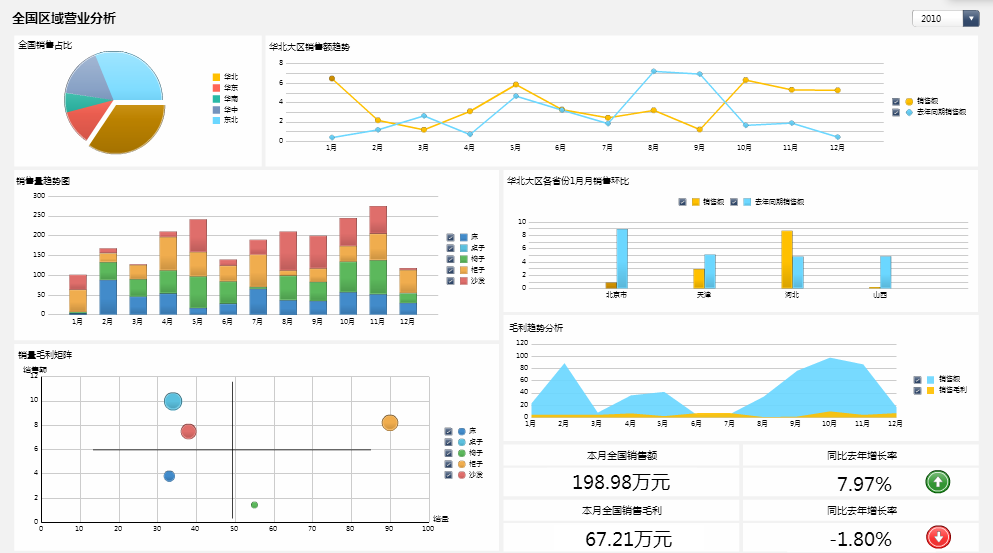 全国区域营业分析
2010
全国销售占比
华北
华东
华南
华中
东北
华北大区销售额趋势
8
6
4
2
0
1月 2月 3月 4月 5月 6月 7月 8月 9月 10月 11月 12月
销售额
去年同期销售额
销售量趋势图
300
250
200
150
100
50
0
1月 2月 3月 4月 5月 6月 7月 8月 9月 10月 11月 12月
床
桌子
椅子
柜子
沙发
华北大区各省份1月月销售环比
销售额 去年同期销售额
10
8
6
4
2
0
北京市 天津 河北 山西
毛利趋势分析
120
100
80
60
40
20
0
1月 2月 3月 4月 5月 6月 7月 8月 9月 10月 11月 12月
销售额
销售毛利
销量毛利矩阵
销售额
12
10
8
6
4
2
0
0 10 20 30 40 50 60 70 80 90 100
销量
床
桌子
椅子
柜子
沙发
本月全国销售额 同比去年增长率
198.98万元 7.97%
本月全国销售毛利 同比去年增长率
67.21万元 -1.80%